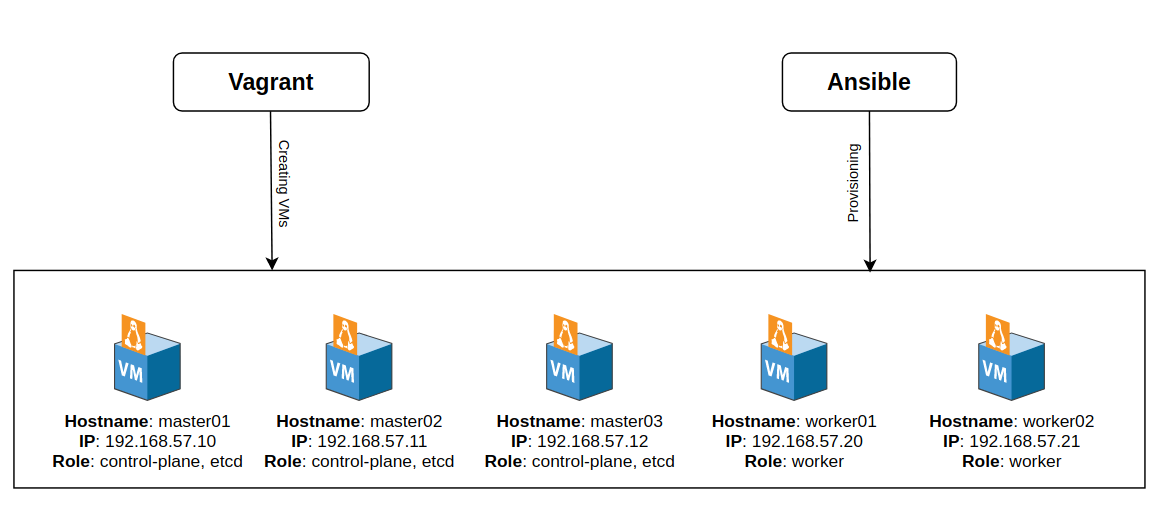 Vagrant
Ansible
Creating VMs
Provisioning
VM
VM
VM
VM
VM
Hostname: master01
IP: 192.168.57.10
Role: control-plane, etcd
Hostname: master02
IP: 192.168.57.11
Role: control-plane, etcd
Hostname: master03
IP: 192.168.57.12
Role: control-plane, etcd
Hostname: worker01
IP: 192.168.57.20
Role: worker
Hostname: worker02
IP: 192.168.57.21
Role: worker